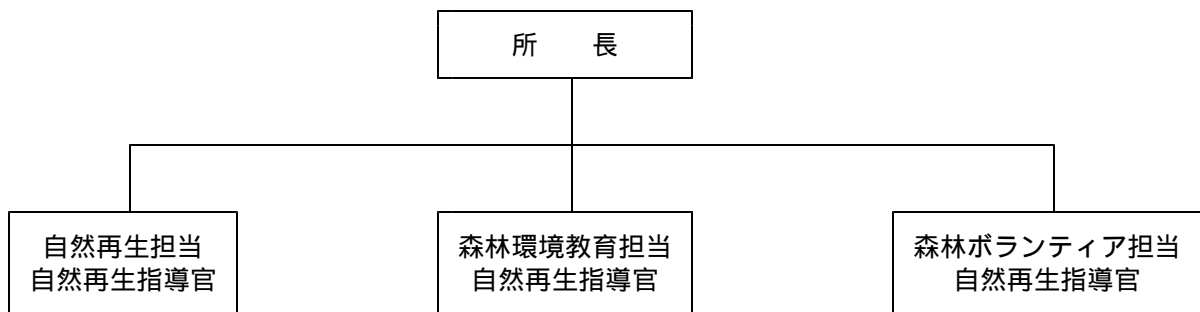 所　　長
自然再生担当
自然再生指導官
森林環境教育担当
自然再生指導官
森林ボランティア担当
自然再生指導官